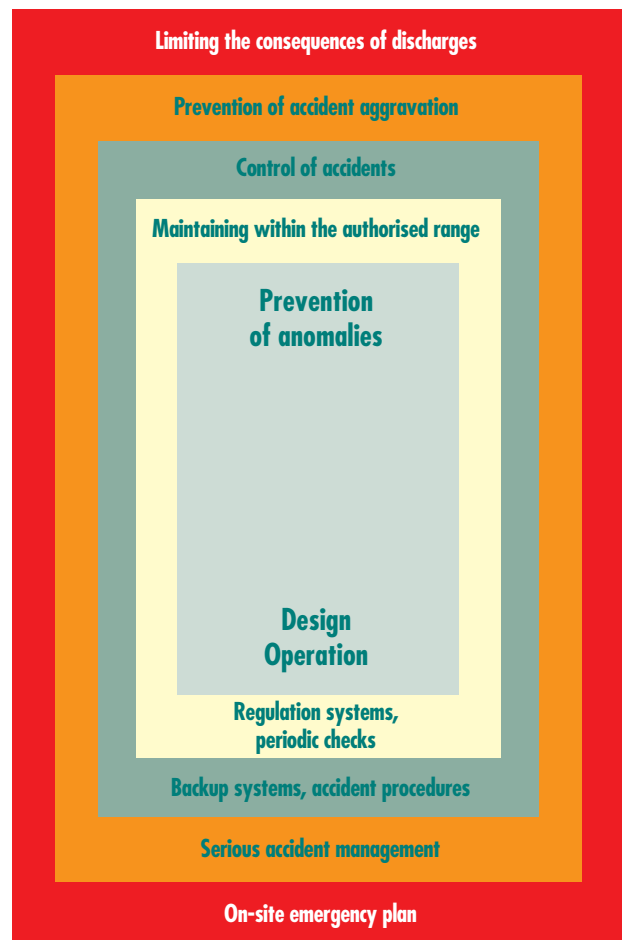 Limiting the consequences of discharges
Prevention of accident aggravation
Control of accidents
Maintaining within the authorised range
Prevention
of anomalies
Design
Operation
Regulation systems,
periodic checks
Backup systems, accident procedures
Serious accident management
On-site emergency plan